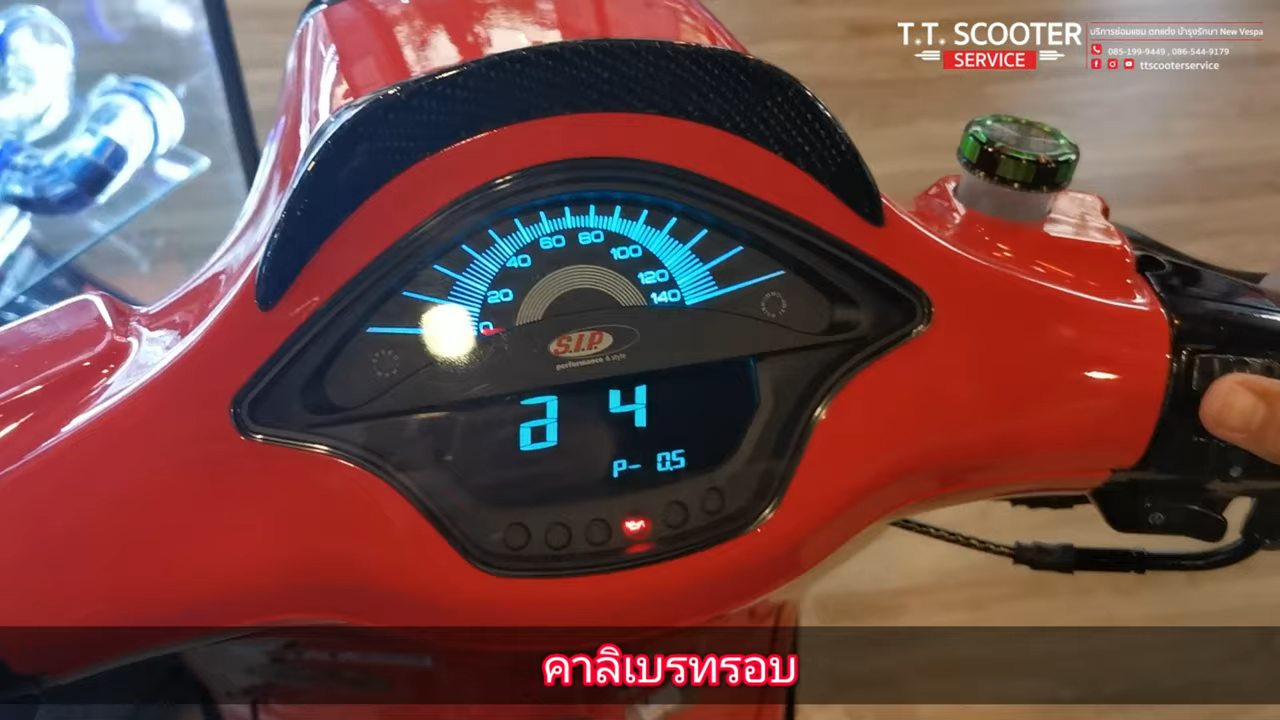 T.T. SCOOTER
SERVICE
บริการซ่อมแซม ตกแต่ง บำรุงรักษา New Vespa
085-199-9449 , 086-544-9179
ttscooterservice
0 20 40 60 80 100 120 140
S.I.P.
performance & style
a 4
P- 0.5
คาลิเบรทรอบ